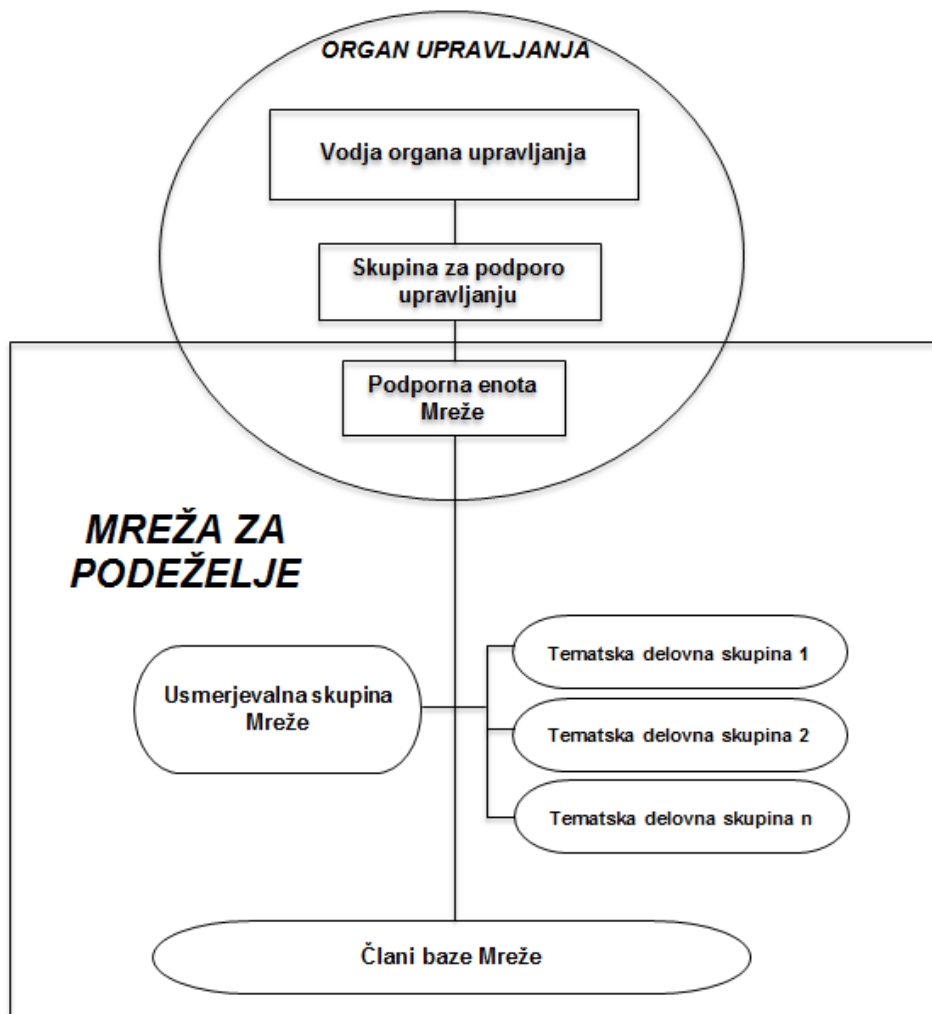 ORGAN UPRAVLJANJA
Vodja organa upravljanja
Skupina za podporo
upravljanju
Podporna enota
Mreže
MREŽA ZA
PODEŽELJE
Usmerjevalna skupina
Mreže
Tematska delovna skupina 1
Tematska delovna skupina 2
Tematska delovna skupina n
Člani baze Mreže